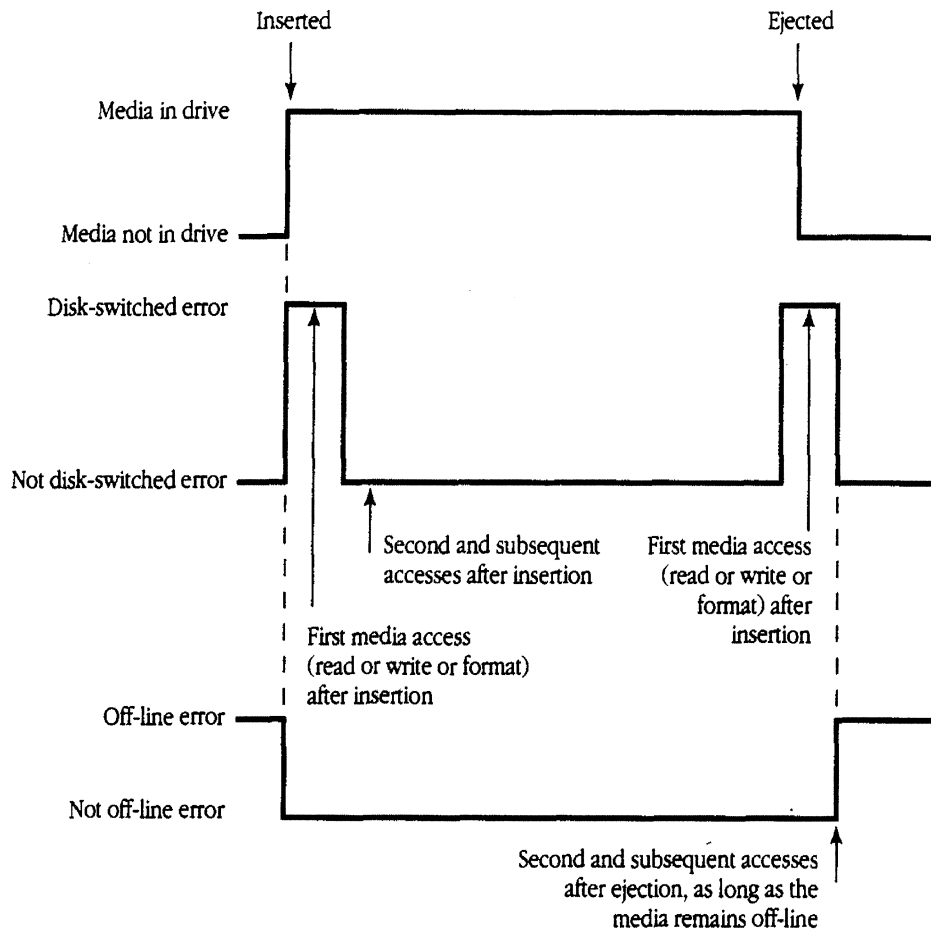 Inserted
Ejected
Media in drive
Media not in drive
Disk-switched error
Not disk-switched error
Second and subsequent
accesses after insertion
First media access
(read or write or
format) after
insertion
First media access
(read or write or format)
after insertion
Off-line error
Not off-line error
Second and subsequent accesses
after ejection, as long as the
media remains off-line